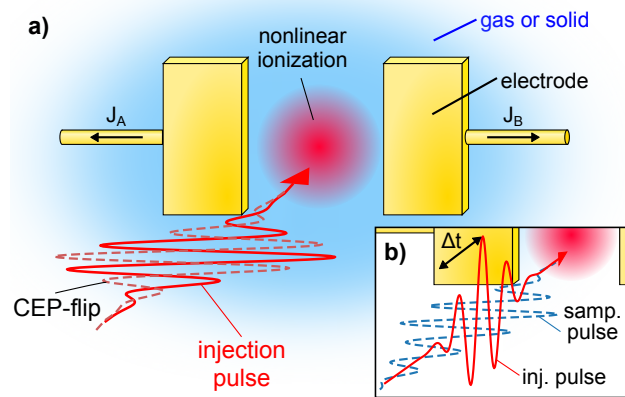 a)
gas or solid
nonlinear
ionization
electrode
J_A
J_B
CEP-flip
injection
pulse
b)
Δt
samp.
pulse
inj. pulse